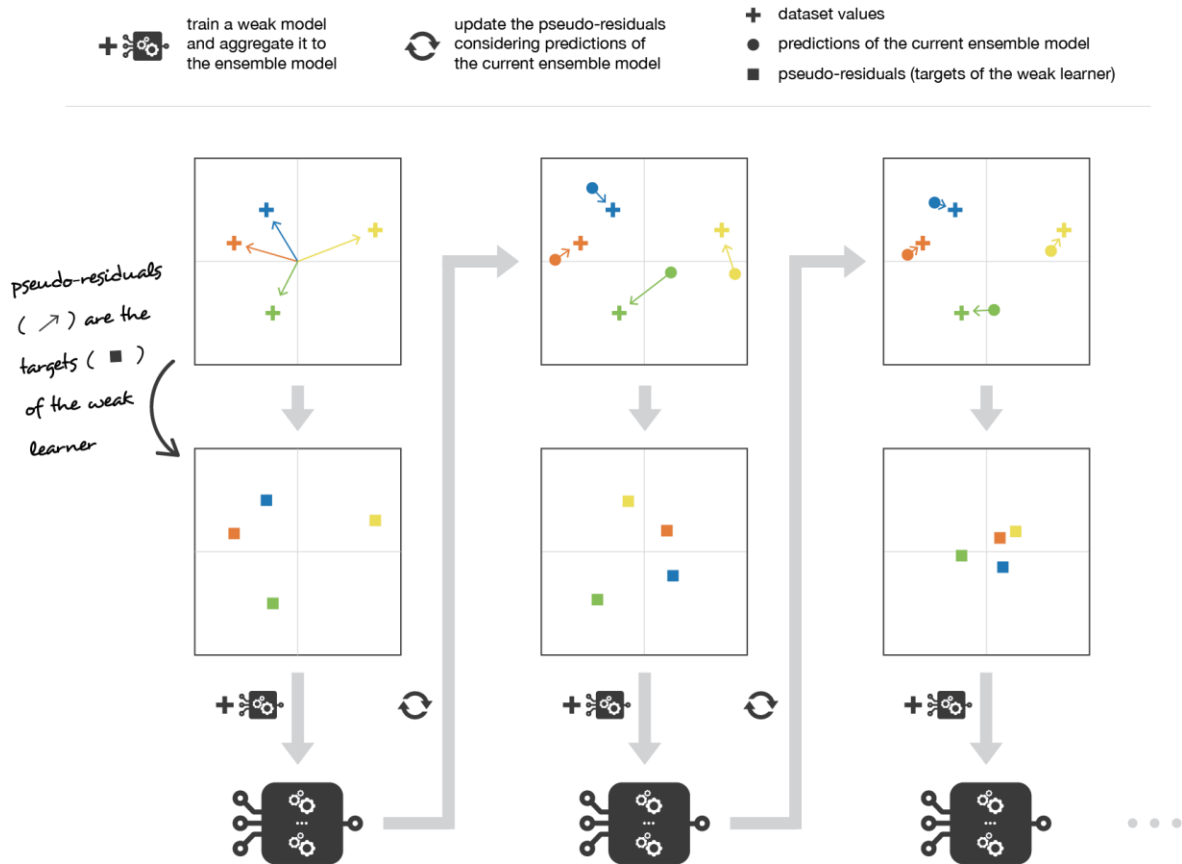 train a weak model
and aggregate it to
the ensemble model
update the pseudo-residuals
considering predictions of
the current ensemble model
dataset values
predictions of the current ensemble model
pseudo-residuals (targets of the weak learner)
pseudo-residuals
( ↗ ) are the
targets ( ■ )
of the weak
learner